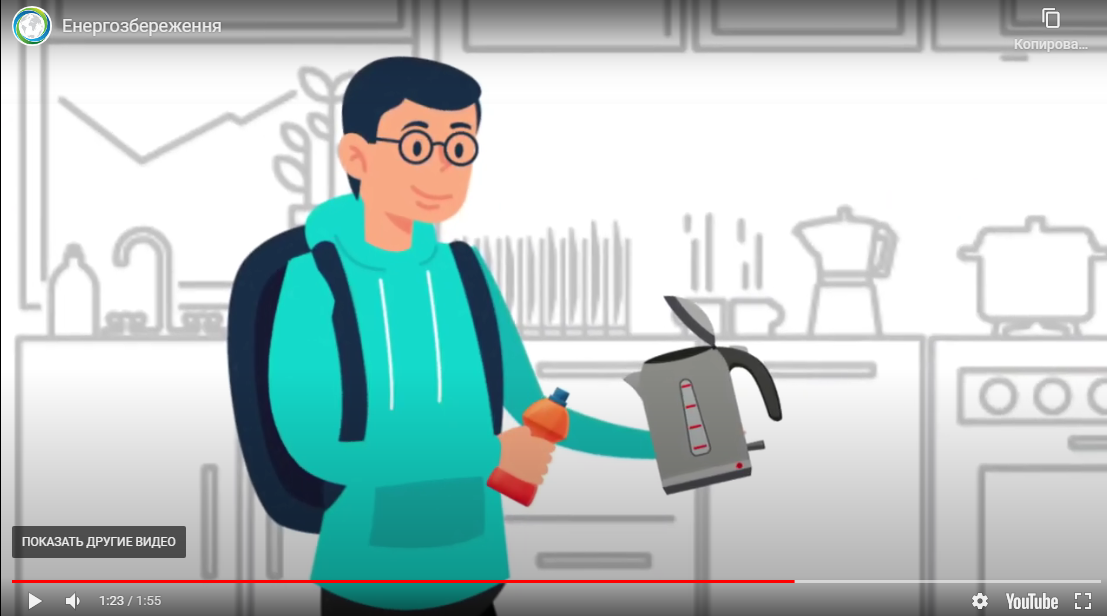 Енергозбереження
Копирова...
ПОКАЗАТЬ ДРУГИЕ ВИДЕО
1:23 / 1:55
YouTube